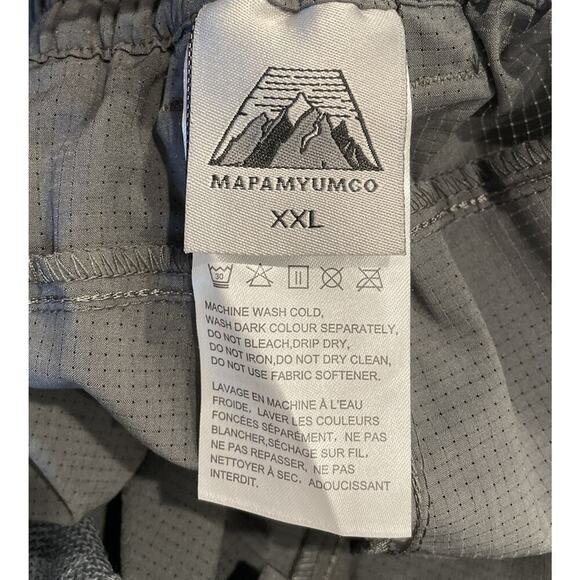 MAPAMYUMCO
XXL
30
MACHINE WASH COLD,
WASH DARK COLOUR SEPARATELY,
DO NOT BLEACH,DRIP DRY,
DO NOT IRON,DO NOT DRY CLEAN,
DO NOT USE FABRIC SOFTENER.
LAVAGE EN MACHINE À L'EAU
FROIDE, LAVER LES COULEURS
FONCÉES SÉPARÉMENT, NE PAS
BLANCHER,SÉCHAGE SUR FIL,
NE PAS REPASSER, NE PAS
NETTOYER À SEC, ADOUCISSANT
INTERDIT.